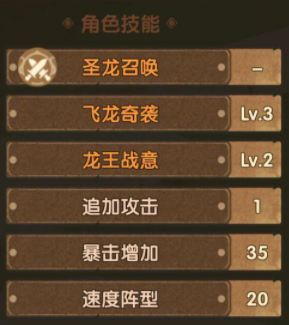 角色技能
圣龙召唤 –
飞龙奇袭 Lv.3
龙王战意 Lv.2
追加攻击 1
暴击增加 35
速度阵型 20